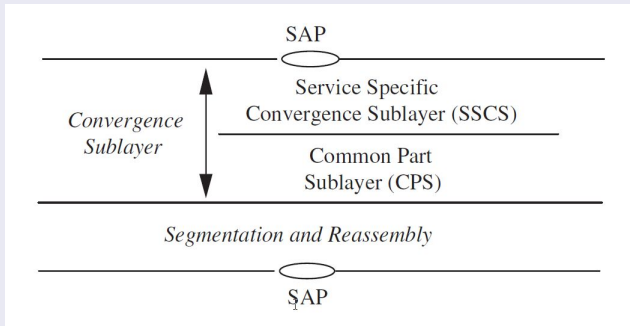 SAP
Service Specific
Convergence Sublayer (SSCS)
Convergence
Sublayer
Common Part
Sublayer (CPS)
Segmentation and Reassembly
SAP